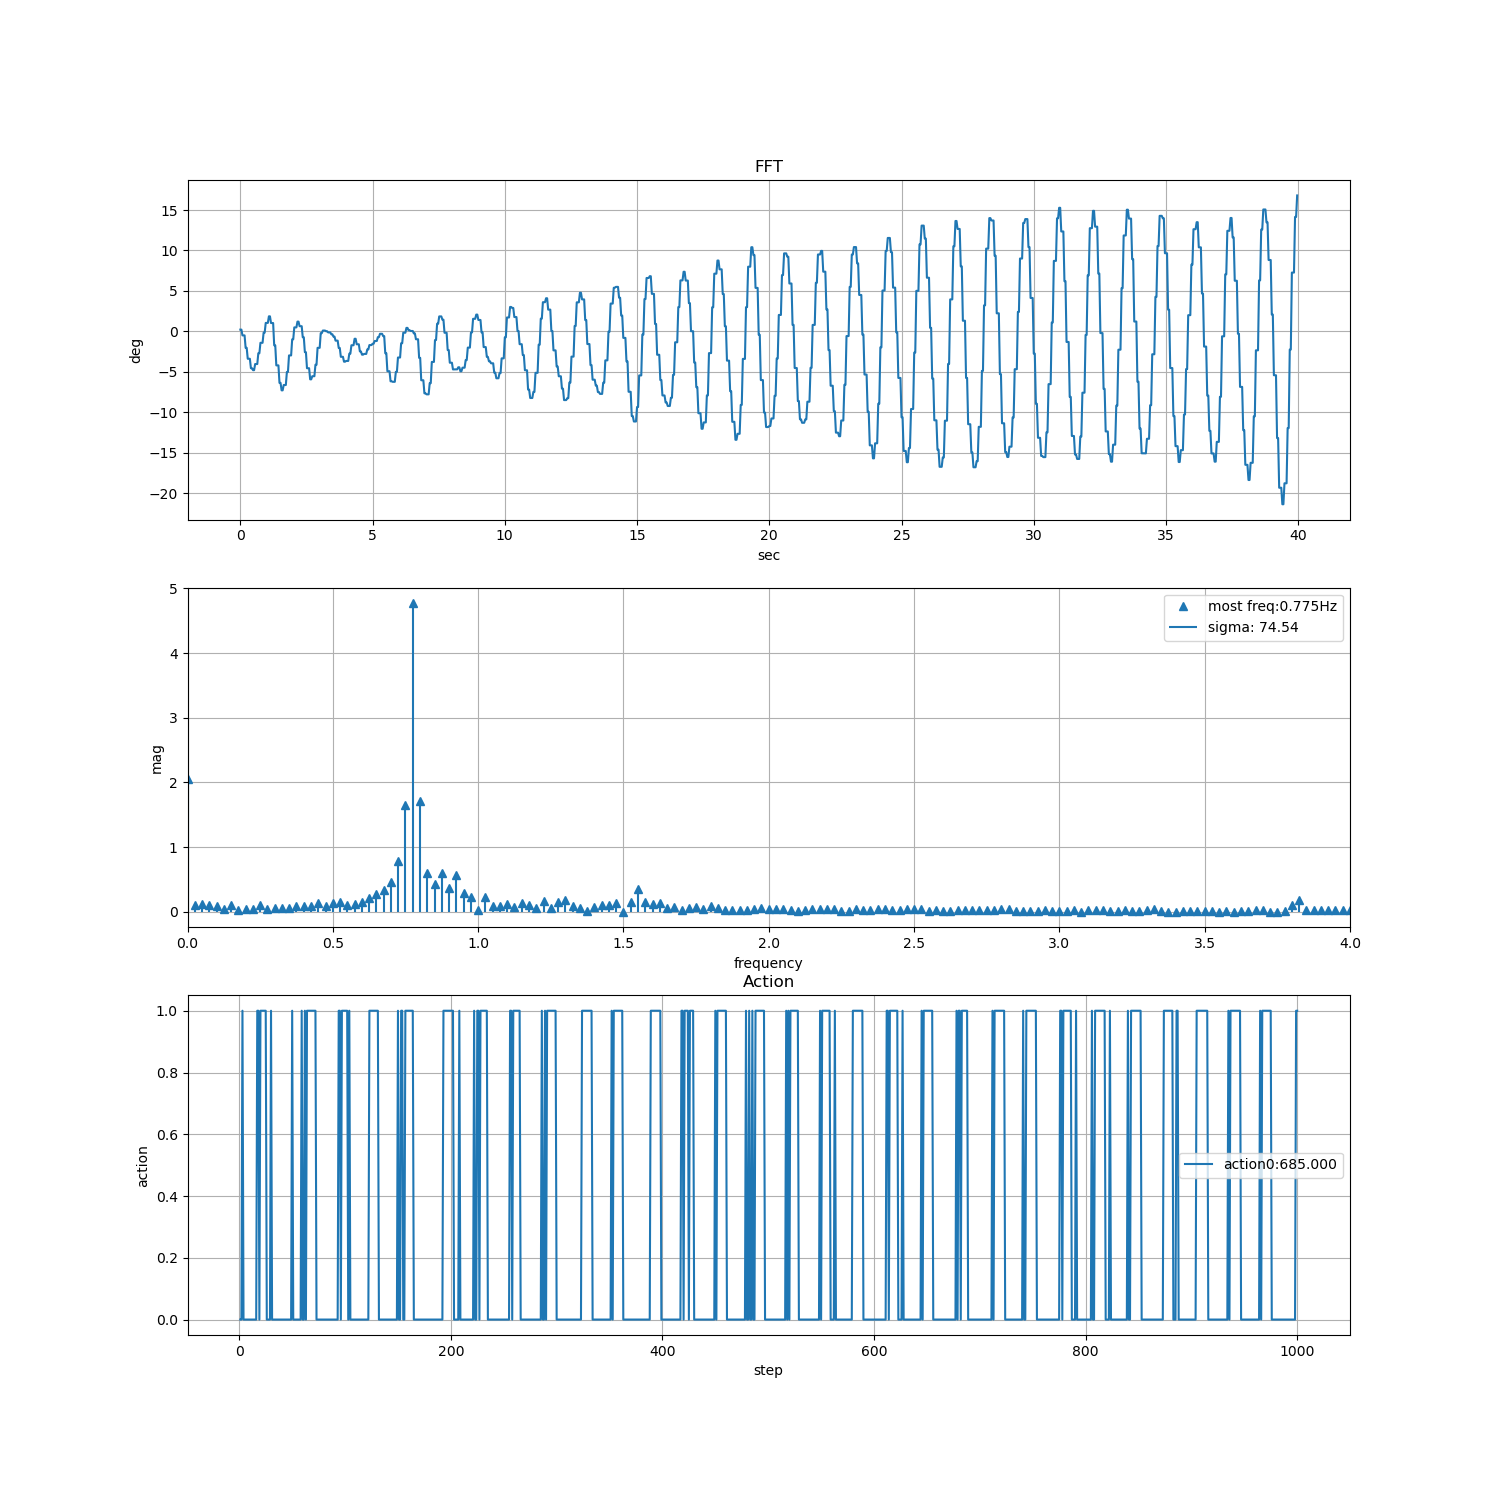 FFT
15
10
5
0
−5
−10
−15
−20
deg
0 5 10 15 20 25 30 35 40
sec
5
4
3
2
1
0
mag
most freq:0.775Hz
sigma: 74.54
0.0 0.5 1.0 1.5 2.0 2.5 3.0 3.5 4.0
frequency
Action
1.0
0.8
0.6
0.4
0.2
0.0
action
action0:685.000
0 200 400 600 800 1000
step